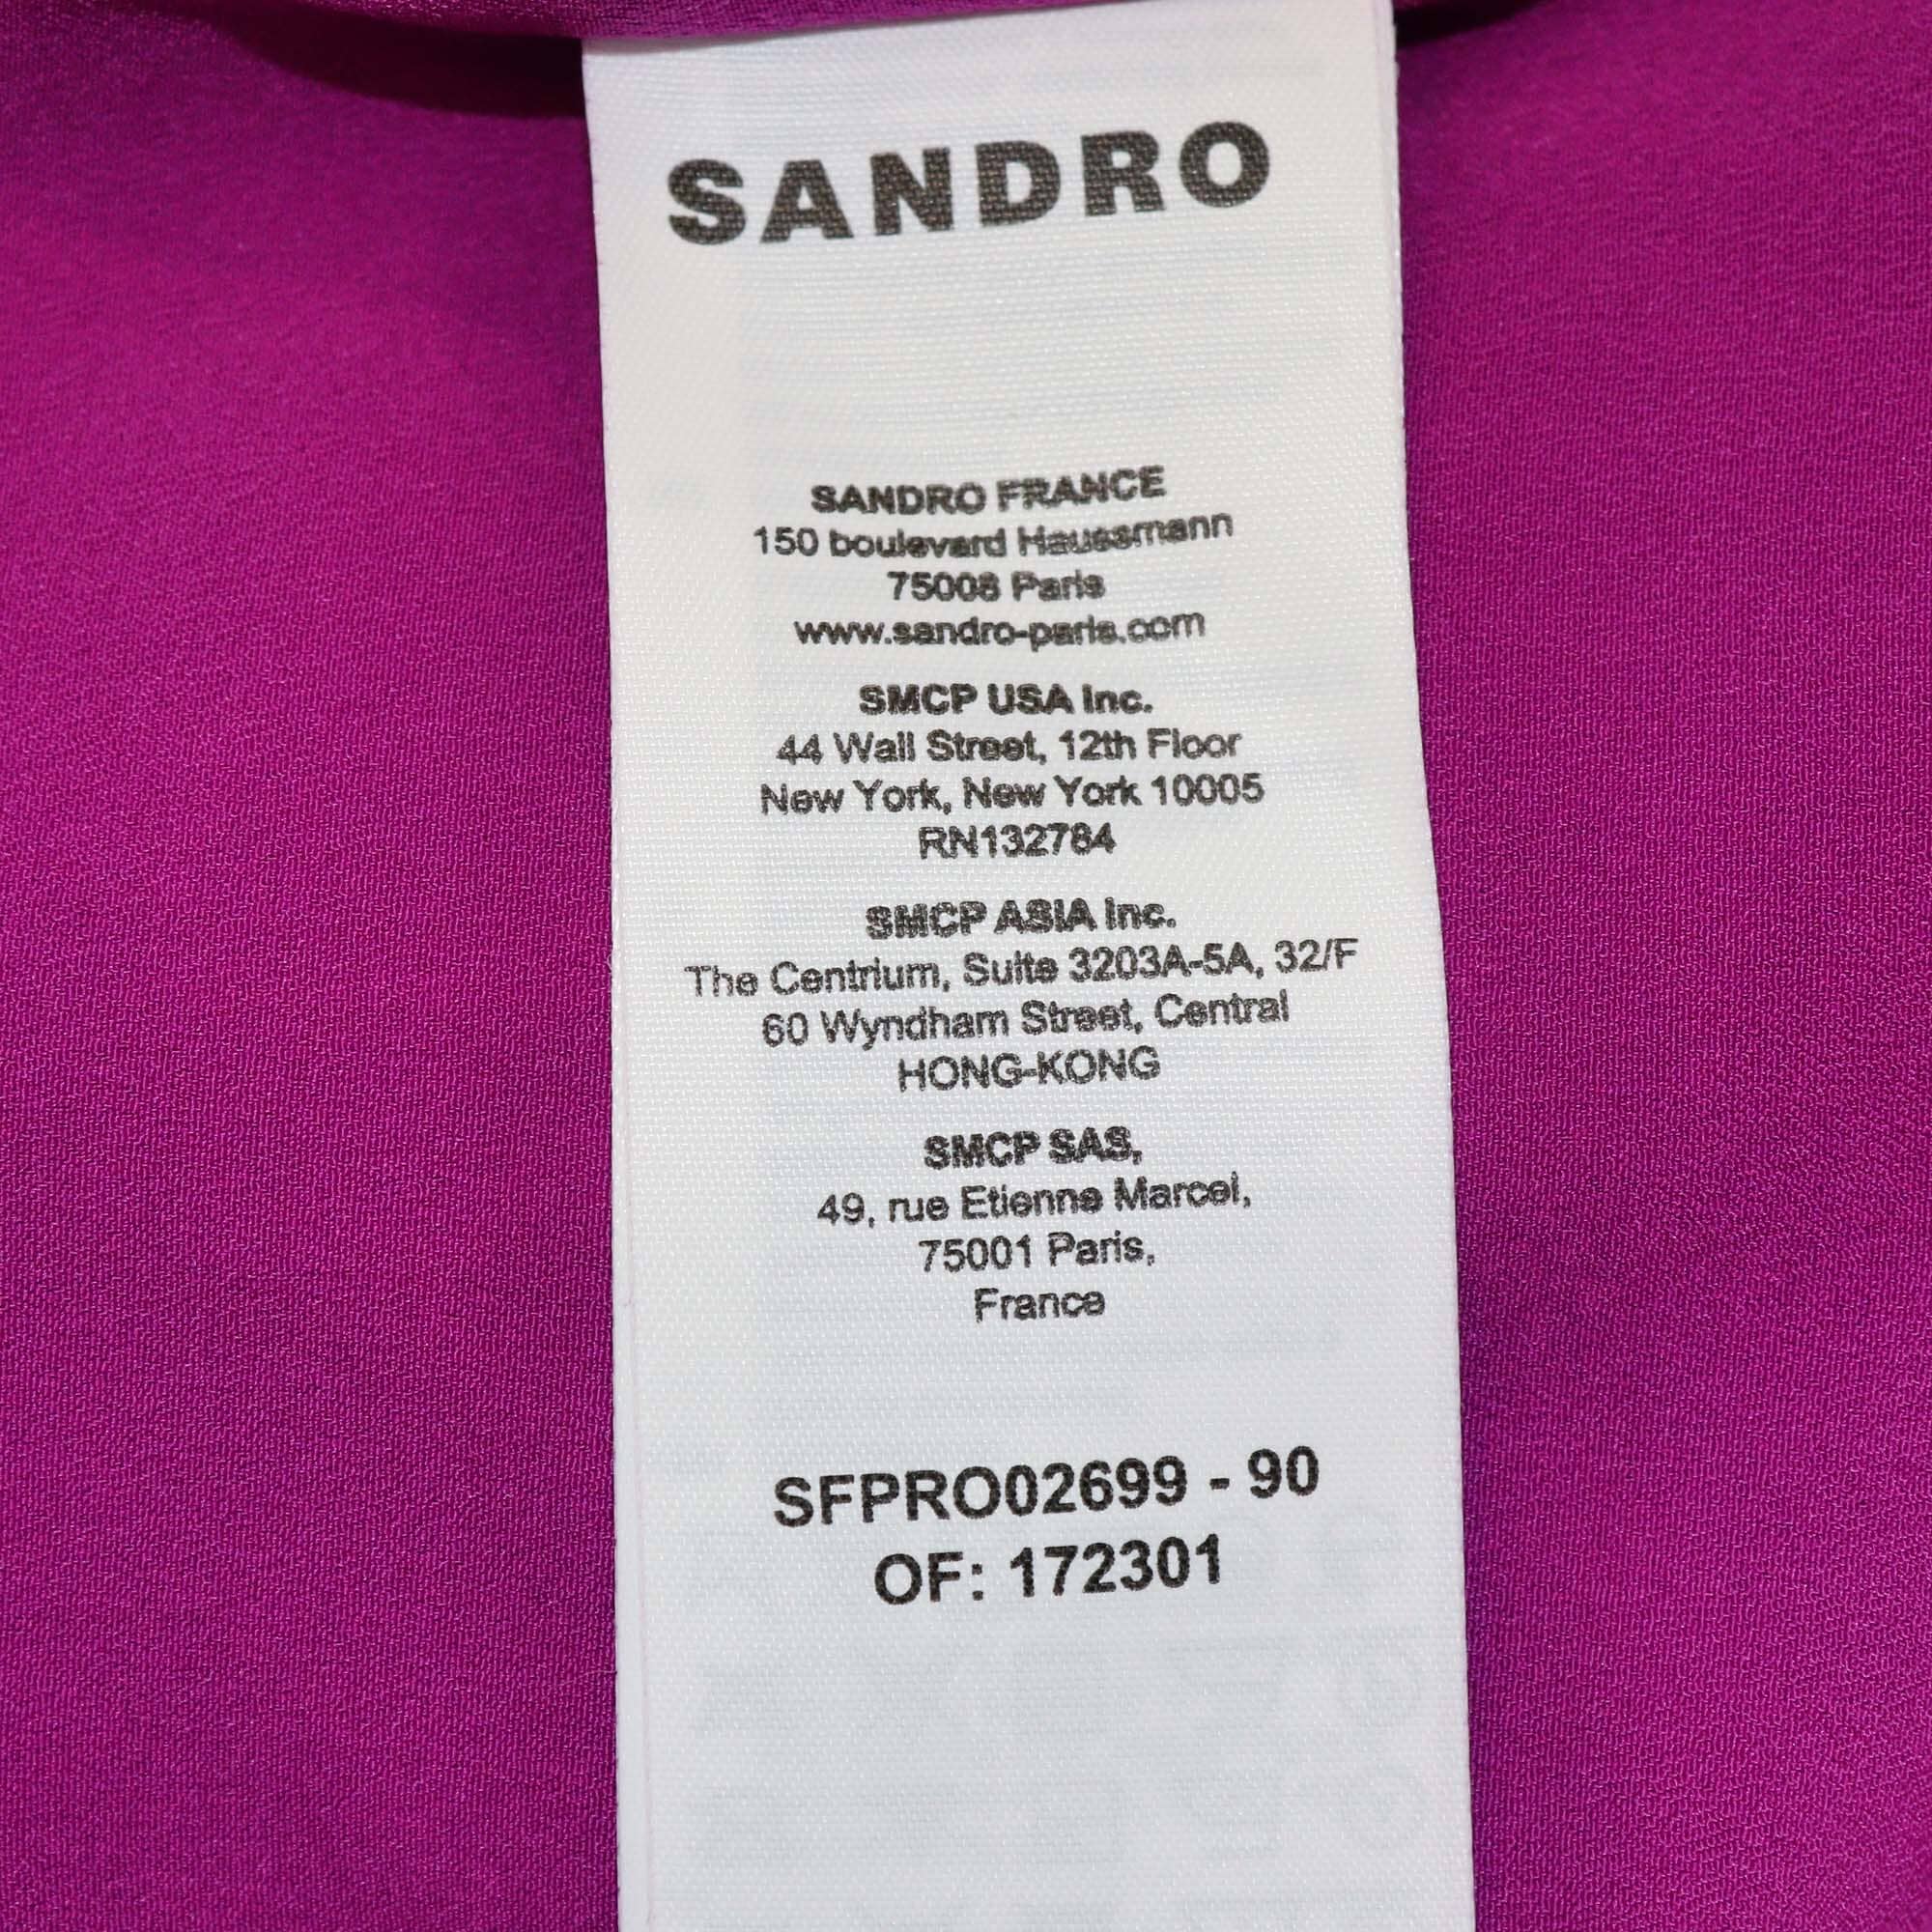 SANDRO
SANDRO FRANCE
150 boulevard Haussmann
75008 Paris
www.sandro-paris.com
SMCP USA Inc.
44 Wall Street, 12th Floor
New York, New York 10005
RN132784
SMCP ASIA Inc.
The Centrium, Suite 3203A-5A, 32/F
60 Wyndham Street, Central
HONG-KONG
SMCP SAS,
49, rue Etienne Marcel,
75001 Paris,
France
SFPRO02699 - 90
OF: 172301